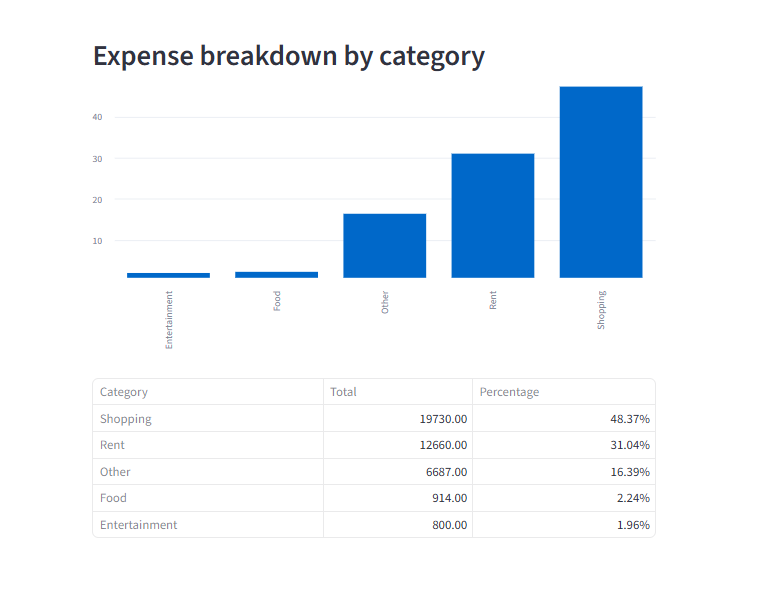 Expense breakdown by category
40
30
20
10
Entertainment
Food
Other
Rent
Shopping
Category Total Percentage
Shopping 19730.00 48.37%
Rent 12660.00 31.04%
Other 6687.00 16.39%
Food 914.00 2.24%
Entertainment 800.00 1.96%